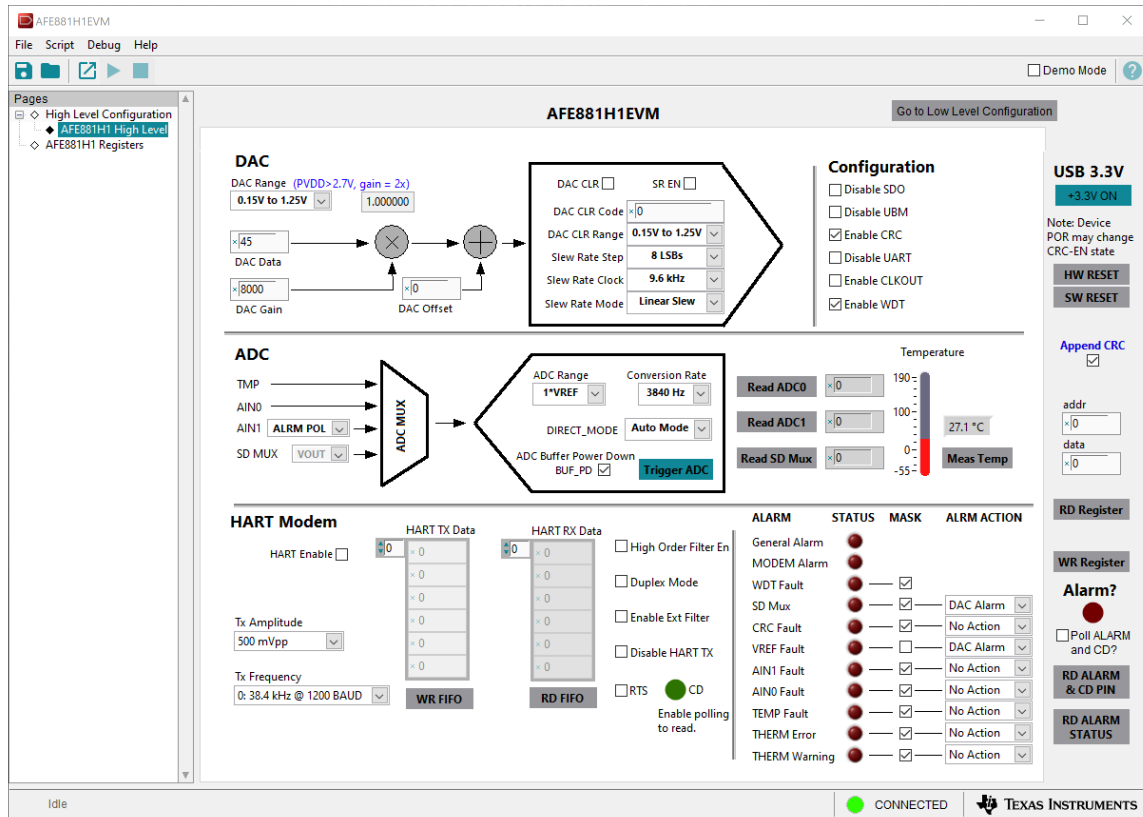 AFE881H1EVM
File Script Debug Help
Demo Mode
Pages
High Level Configuration
AFE881H1 High Level
AFE881H1 Registers
AFE881H1EVM
Go to Low Level Configuration
DAC
DAC Range (PVDD>2.7V, gain = 2x)
0.15V to 1.25V 1.000000
×45
DAC Data
×8000
DAC Gain
×0
DAC Offset
DAC CLR SR EN
DAC CLR Code ×0
DAC CLR Range 0.15V to 1.25V
Slew Rate Step 8 LSBs
Slew Rate Clock 9.6 kHz
Slew Rate Mode Linear Slew
Configuration
Disable SDO
Disable UBM
Enable CRC
Disable UART
Enable CLKOUT
Enable WDT
USB 3.3V
+3.3V ON
Note: Device
POR may change
CRC-EN state
HW RESET
SW RESET
Append CRC
addr
×0
data
×0
RD Register
WR Register
Alarm?
Poll ALARM
and CD?
RD ALARM
& CD PIN
RD ALARM
STATUS
ADC
TMP
AIN0
AIN1 ALRM POL
SD MUX VOUT
ADC MUX
ADC Range Conversion Rate
1*VREF 3840 Hz
DIRECT_MODE Auto Mode
ADC Buffer Power Down
BUF_PD Trigger ADC
Read ADC0 ×0
Read ADC1 ×0
Read SD Mux ×0
Temperature
190
100
0
-55
27.1 °C
Meas Temp
HART Modem
HART Enable
Tx Amplitude
500 mVpp
Tx Frequency
0: 38.4 kHz @ 1200 BAUD
HART TX Data
0 × 0
× 0
× 0
× 0
× 0
× 0
WR FIFO
HART RX Data
0 × 0
× 0
× 0
× 0
× 0
× 0
RD FIFO
High Order Filter En
Duplex Mode
Enable Ext Filter
Disable HART TX
RTS CD
Enable polling
to read.
ALARM STATUS MASK ALRM ACTION
General Alarm
MODEM Alarm
WDT Fault
SD Mux DAC Alarm
CRC Fault No Action
VREF Fault DAC Alarm
AIN1 Fault No Action
AIN0 Fault No Action
TEMP Fault No Action
THERM Error No Action
THERM Warning No Action
Idle
CONNECTED
TEXAS INSTRUMENTS